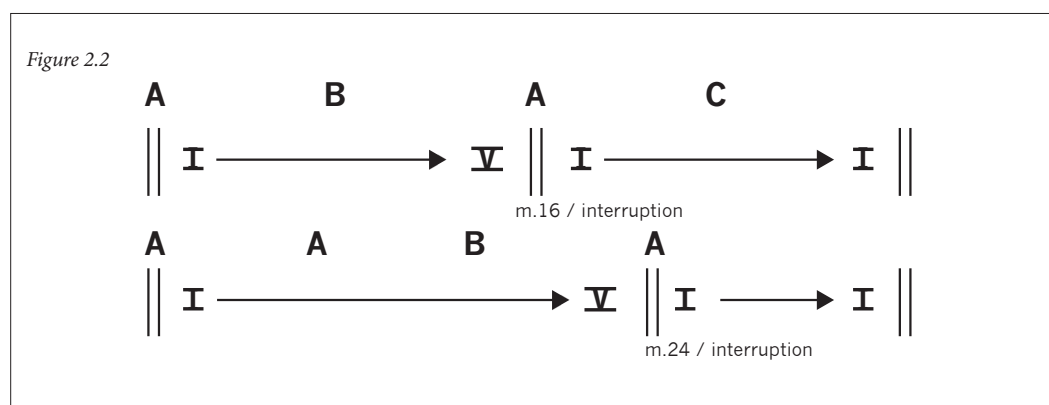 Figure 2.2
A B A C
I V I I
m.16 / interruption
A A B A
I V I I
m.24 / interruption